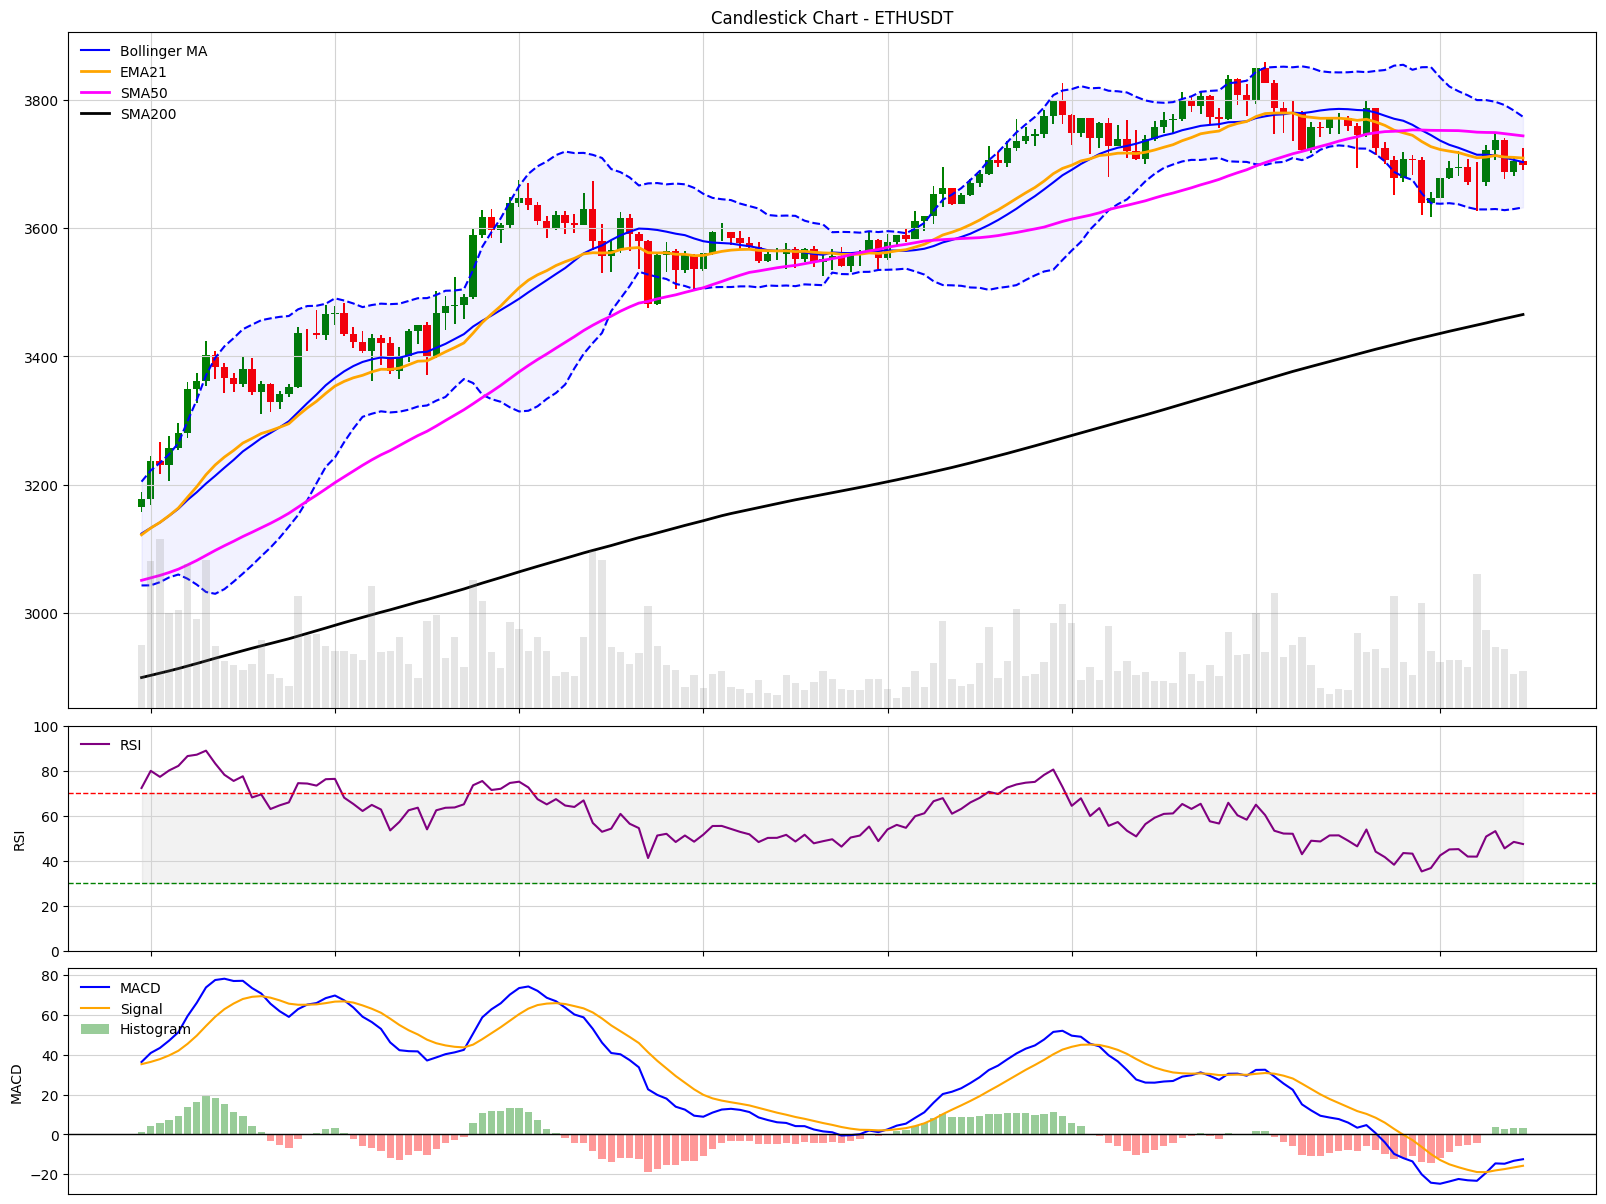 Candlestick Chart - ETHUSDT
Bollinger MA
EMA21
SMA50
SMA200
3800
3600
3400
3200
3000
RSI
100
80
60
40
20
0
RSI
MACD
Signal
Histogram
80
60
40
20
0
−20
MACD